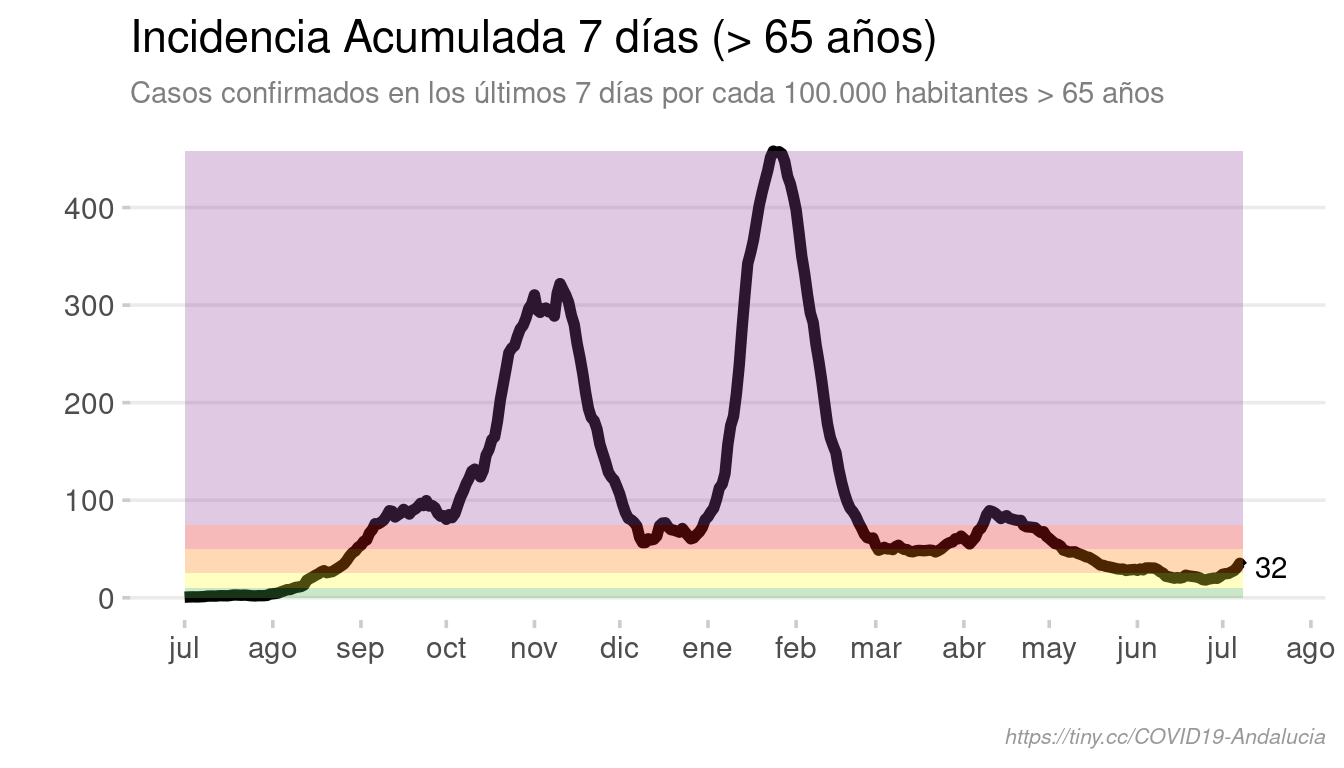 Incidencia Acumulada 7 días (> 65 años)
Casos confirmados en los últimos 7 días por cada 100.000 habitantes > 65 años
400
300
200
100
0
32
jul ago sep oct nov dic ene feb mar abr may jun jul ago
https://tiny.cc/COVID19-Andalucia